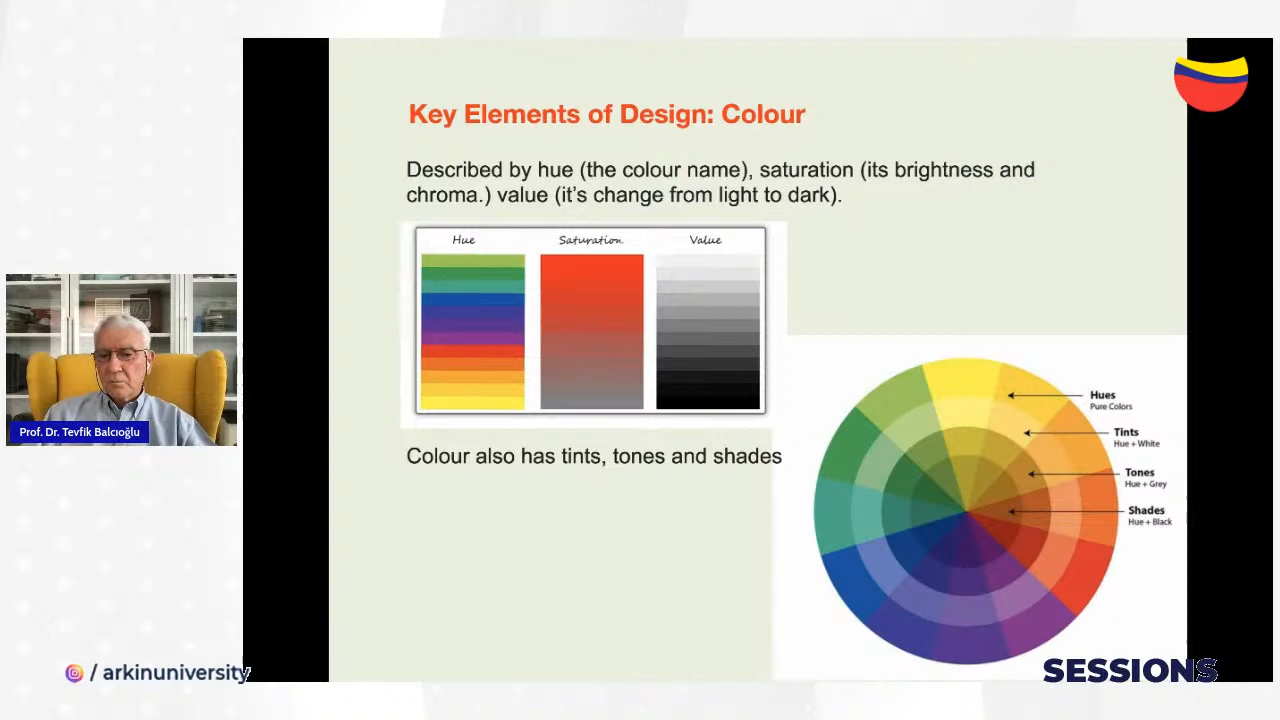 Key Elements of Design: Colour
Described by hue (the colour name), saturation (its brightness and
chroma.) value (it's change from light to dark).
Hue
Saturation
Value
Colour also has tints, tones and shades
Hues
Pure Colors
Tints
Hue + White
Tones
Hue + Grey
Shades
Hue + Black
Prof. Dr. Tevfik Balcıoğlu
/ arkinuniversity
SESSIONS